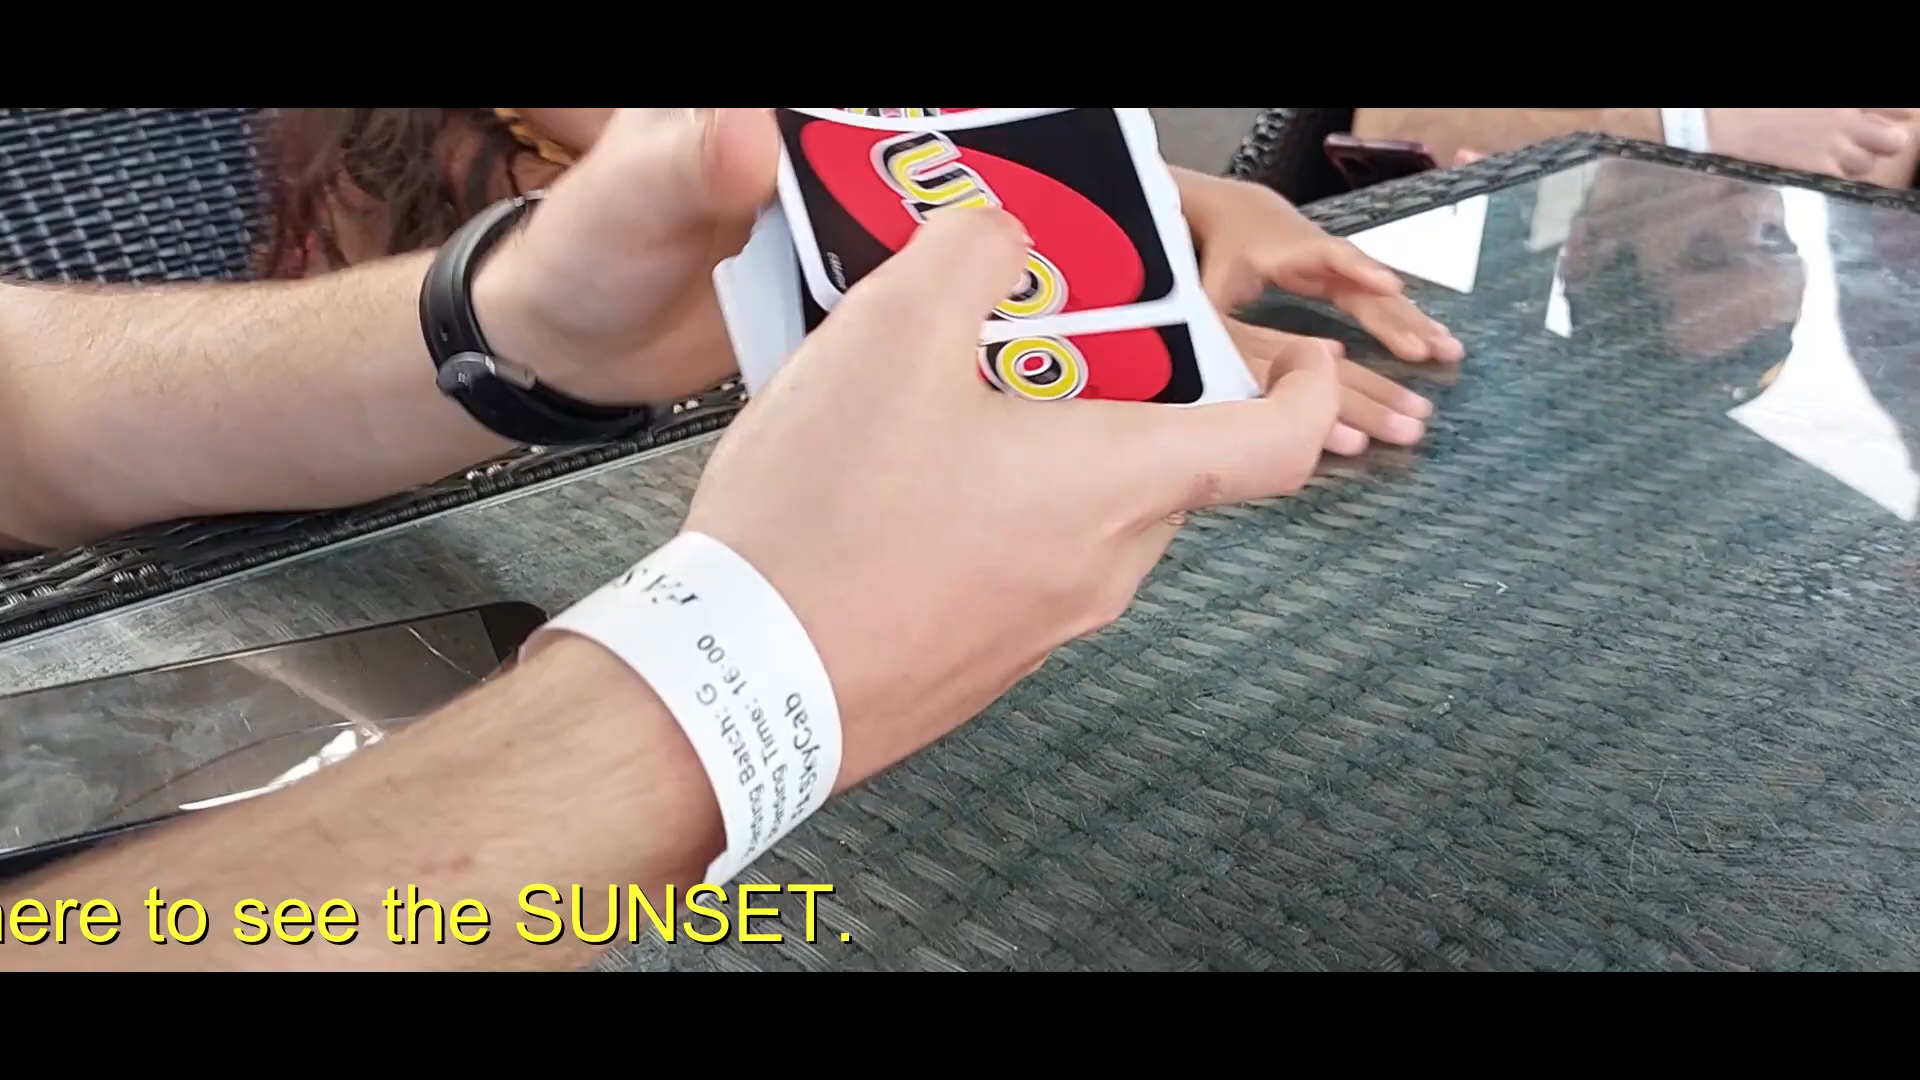 UNO
O
Batch: G
Time: 16:00
SkyCab
here to see the SUNSET.